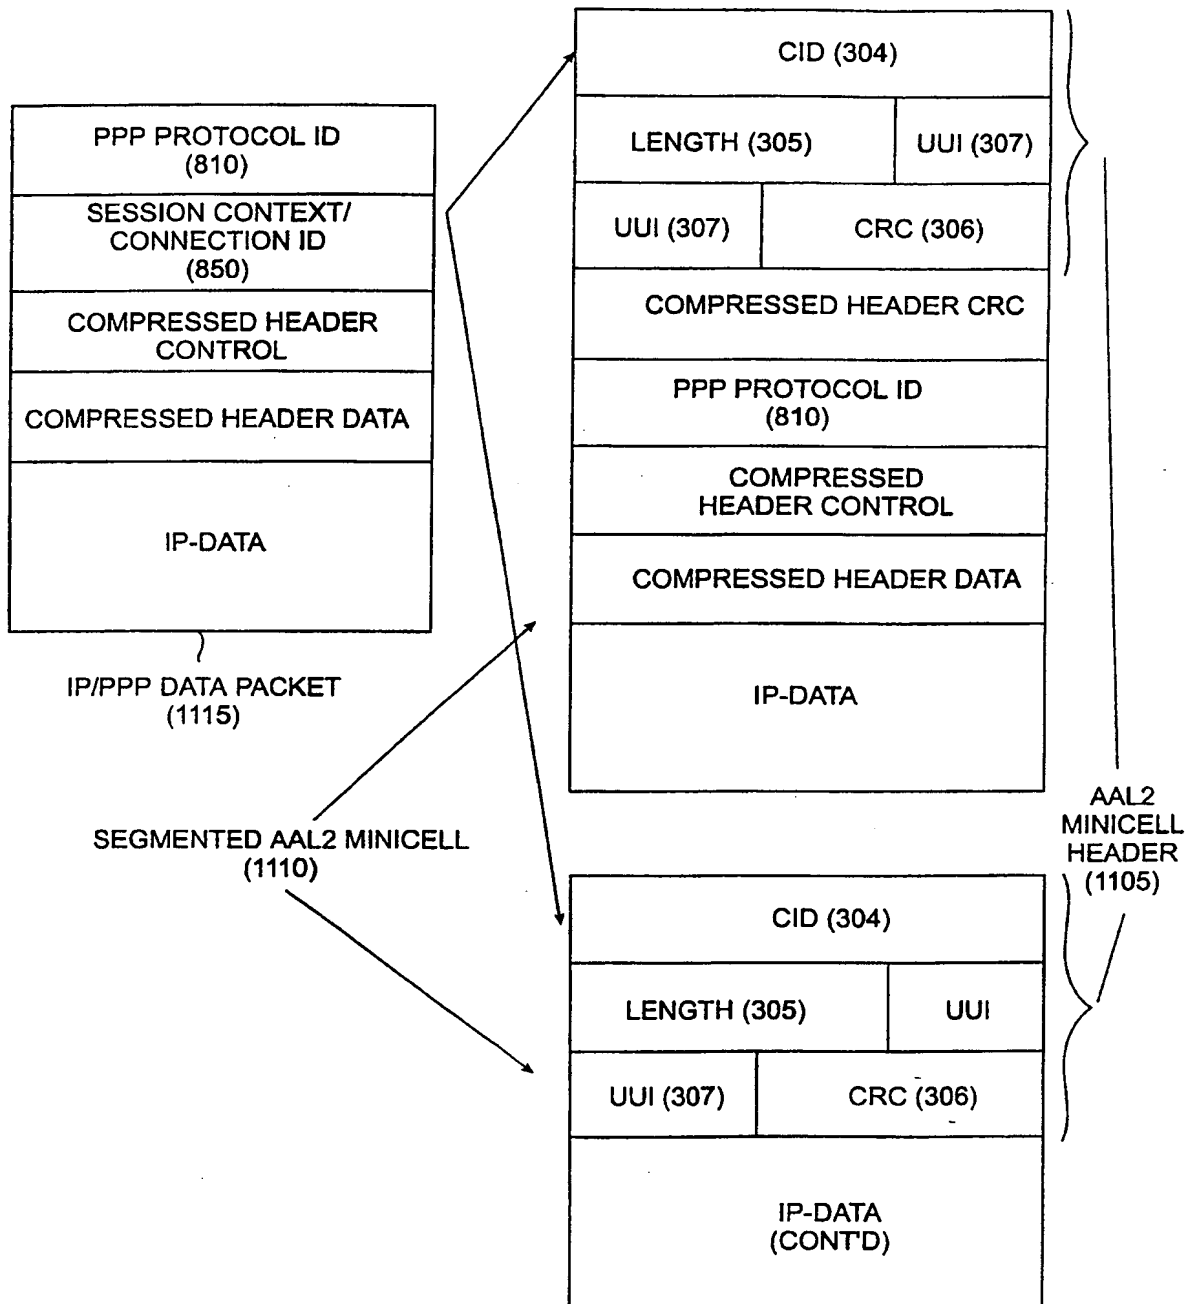 PPP PROTOCOL ID
(810)
SESSION CONTEXT/
CONNECTION ID
(850)
COMPRESSED HEADER
CONTROL
COMPRESSED HEADER DATA
IP-DATA
IP/PPP DATA PACKET
(1115)
SEGMENTED AAL2 MINICELL
(1110)
CID (304)
LENGTH (305)
UUI (307)
UUI (307)
CRC (306)
COMPRESSED HEADER CRC
PPP PROTOCOL ID
(810)
COMPRESSED
HEADER CONTROL
COMPRESSED HEADER DATA
IP-DATA
AAL2
MINICELL
HEADER
(1105)
CID (304)
LENGTH (305)
UUI
UUI (307)
CRC (306)
IP-DATA
(CONT'D)